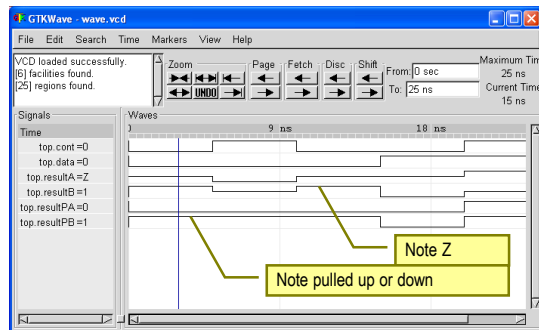 GTKWave - wave.vcd
File Edit Search Time Markers View Help
VCD loaded successfully.
[6] facilities found.
[25] regions found.
Zoom
UNDO
Page
Fetch
Disc
Shift
From: 0 sec
To: 25 ns
Maximum Tim
25 ns
Current Time
15 ns
Signals
Waves
Time
9 ns
18 ns
top.cont =0
top.data =0
top.resultA =Z
top.resultB =1
top.resultPA =0
top.resultPB =1
Note Z
Note pulled up or down